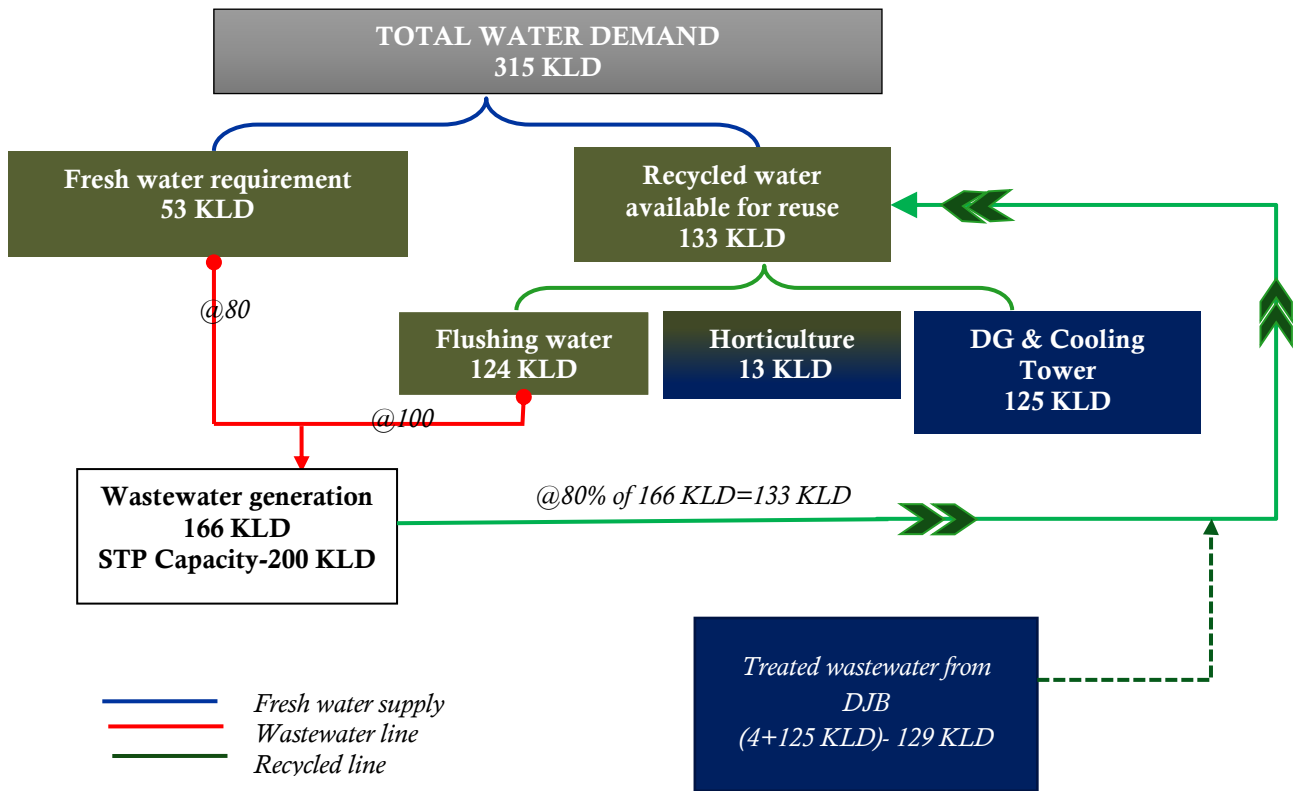 TOTAL WATER DEMAND
315 KLD
Fresh water requirement
53 KLD
Recycled water
available for reuse
133 KLD
@80
Flushing water
124 KLD
Horticulture
13 KLD
DG & Cooling
Tower
125 KLD
@100
Wastewater generation
166 KLD
STP Capacity-200 KLD
@80% of 166 KLD=133 KLD
Treated wastewater from
DJB
(4+125 KLD)- 129 KLD
Fresh water supply
Wastewater line
Recycled line